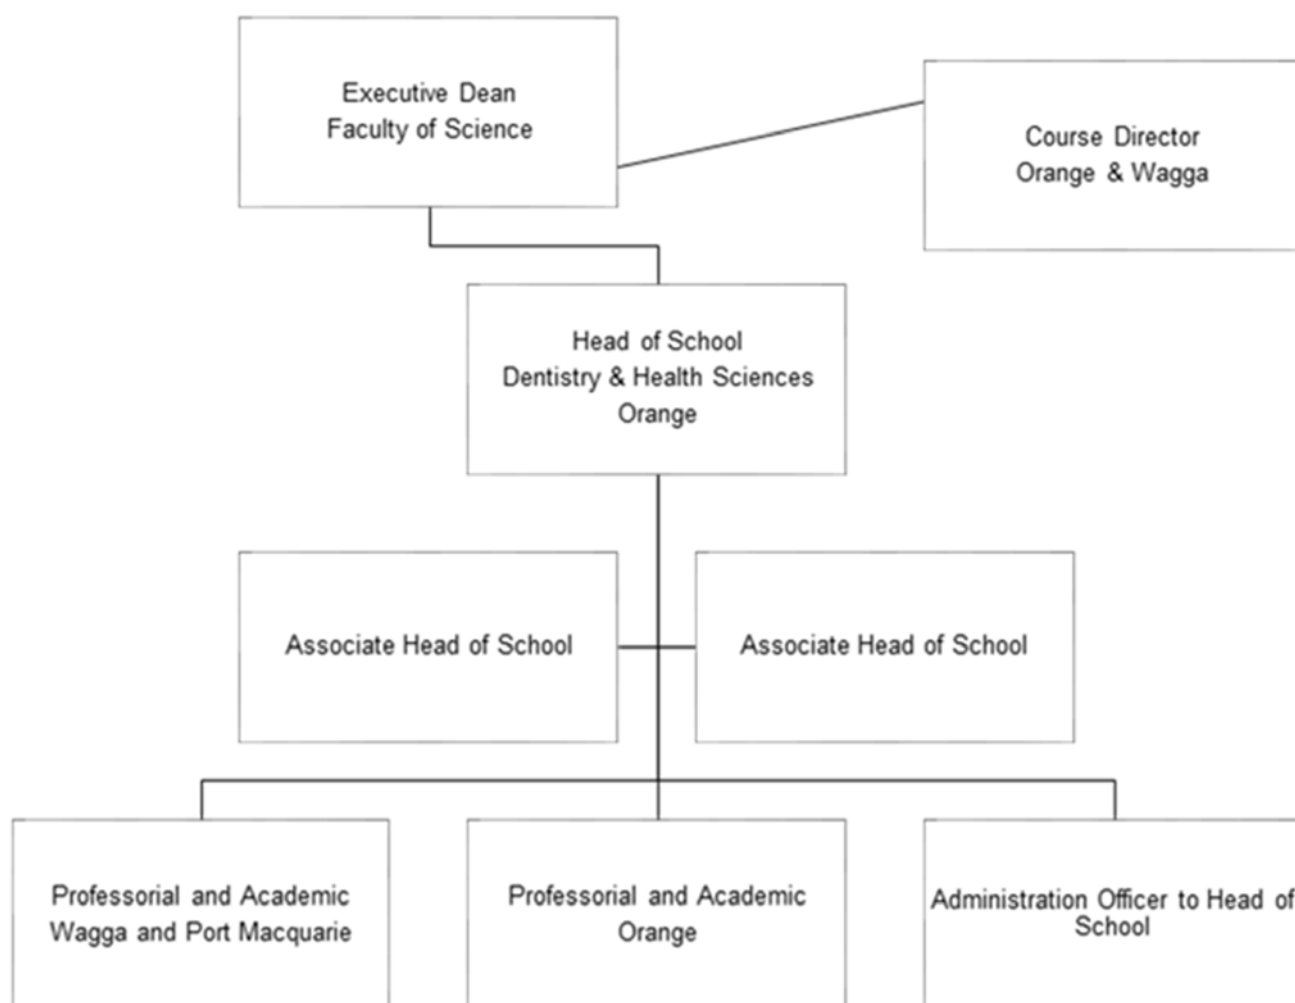 Executive Dean
Faculty of Science
Course Director
Orange & Wagga
Head of School
Dentistry & Health Sciences
Orange
Associate Head of School
Associate Head of School
Professorial and Academic
Wagga and Port Macquarie
Professorial and Academic
Orange
Administration Officer to Head of
School